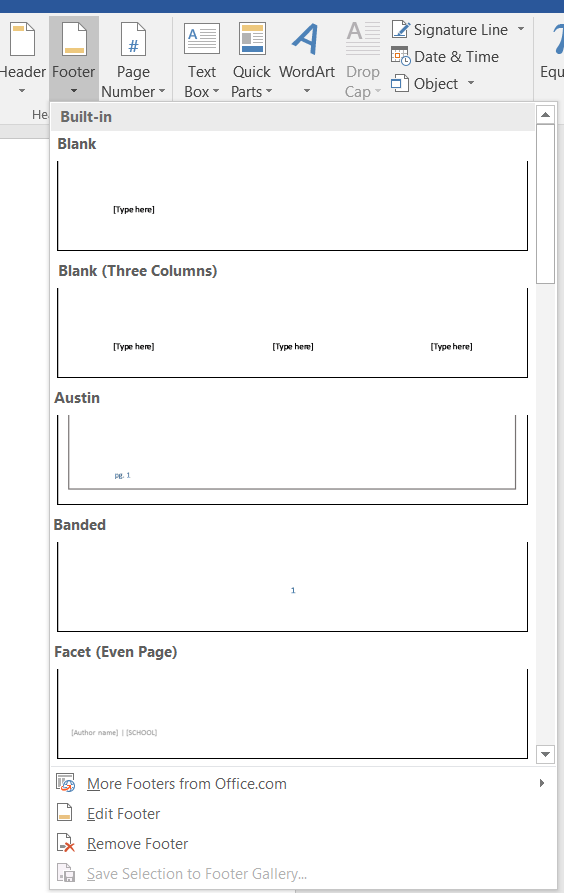 Header
Footer
Page
Number
Text
Box
Quick
Parts
WordArt
Drop
Cap
Signature Line
Date & Time
Object
Equ
He
Built-in
Blank
[Type here]
Blank (Three Columns)
[Type here] [Type here] [Type here]
Austin
pg. 1
Banded
1
Facet (Even Page)
[Author name] | [SCHOOL]
More Footers from Office.com
Edit Footer
Remove Footer
Save Selection to Footer Gallery...